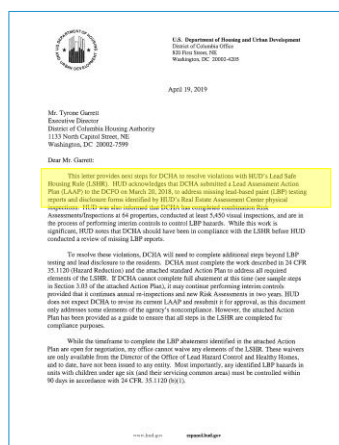 U.S. Department of Housing and Urban Development
District of Columbia Office
820 First Street, NE
Washington, DC 20002-4205
April 19, 2019
Mr. Tyrone Garrett
Executive Director
District of Columbia Housing Authority
1133 North Capitol Street, NE
Washington, DC 20002-7599
Dear Mr. Garrett:
This letter provides next steps for DCHA to resolve violations with HUD's Lead Safe
Housing Rule (LSHR). HUD acknowledges that DCHA submitted a Lead Assessment Action
Plan (LAAP) to the DCFO on March 20, 2018, to address missing lead-based paint (LBP) testing
reports and disclosure forms identified by HUD's Real Estate Assessment Center physical
inspections. HUD was also informed that DCHA has completed combination Risk
Assessments/Inspections at 64 properties, conducted at least 5,450 visual inspections, and are in
the process of performing interim controls to control LBP hazards. While this work is
significant, HUD notes that DCHA should have been in compliance with the LSHR before HUD
conducted a review of missing LBP reports.
To resolve these violations, DCHA will need to complete additional steps beyond LBP
testing and lead disclosure to the residents. DCHA must complete the work described in 24 CFR
35.1120 (Hazard Reduction) and the attached standard Action Plan to address all required
elements of the LSHR. If DCHA cannot complete full abatement at this time (see sample steps
in Section 3.03 of the attached Action Plan), it may continue performing interim controls
provided that it continues annual re-inspections and new Risk Assessments in two years. HUD
does not expect DCHA to revise its current LAAP and resubmit it for approval, as this document
only addresses some elements of the agency's noncompliance. However, the attached Action
Plan has been provided as a guide to ensure that all steps in the LSHR are completed for
compliance purposes.
While the timeframe to complete the LBP abatement identified in the attached Action
Plan are open for negotiation, my office cannot waive any elements of the LSHR. These waivers
are only available from the Director of the Office of Lead Hazard Control and Healthy Homes,
and to date, have not been issued to any entity. Most importantly, any identified LBP hazards in
units with children under age six (and their servicing common areas) must be controlled within
90 days in accordance with 24 CFR. 35.1120 (b)(1).
www.hud.gov espanol.hud.gov